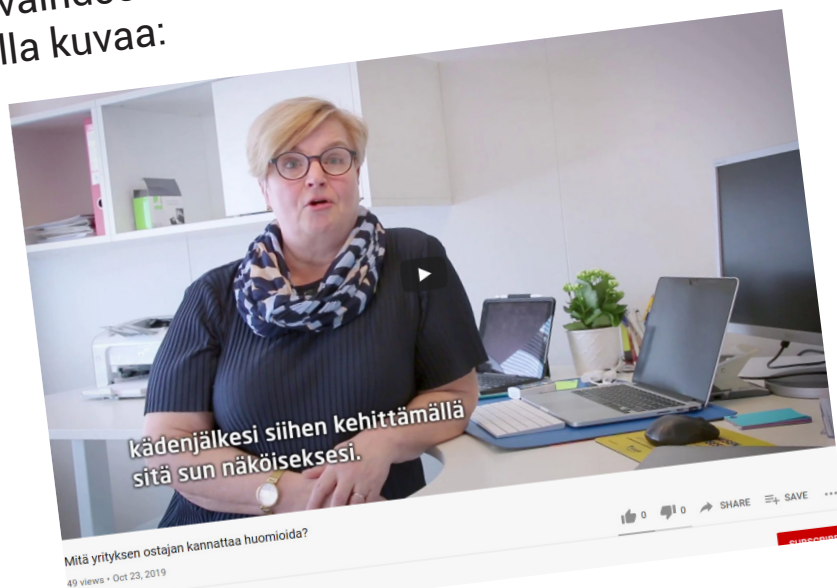 lla kuvaa:
kädenjälkesi siihen kehittämällä
sitä sun näköiseksesi.
Mitä yrityksen ostajan kannattaa huomioida?
0 0 SHARE SAVE
49 views • Oct 23, 2019
SUBSCRIBE